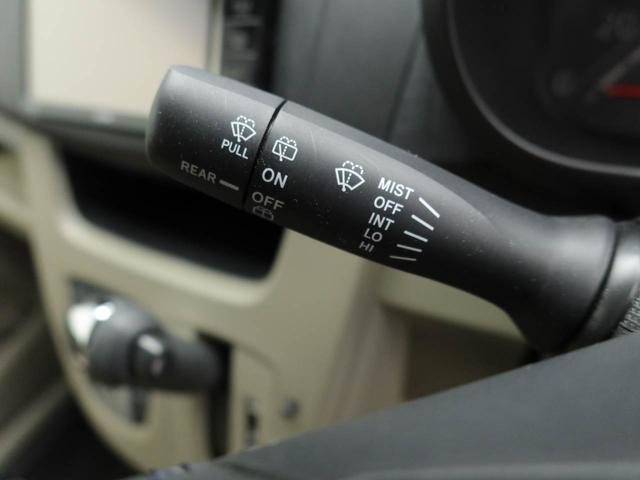 PULL
REAR
ON
OFF
MIST
OFF
INT
LO
HI